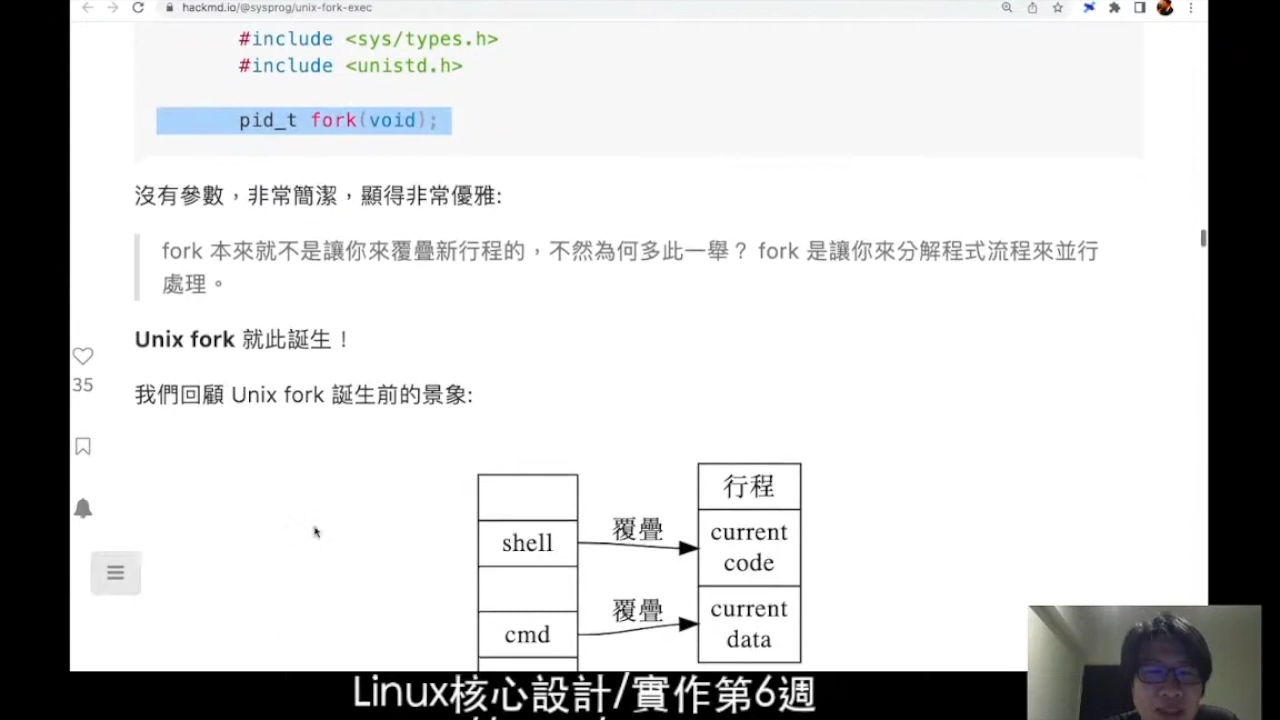 hackmd.io/@sysprog/unix-fork-exec
#include <sys/types.h>
#include <unistd.h>
pid_t fork(void);
沒有參數，非常簡潔，顯得非常優雅:
fork 本來就不是讓你來覆疊新行程的，不然為何多此一舉？ fork 是讓你來分解程式流程來並行
處理。
Unix fork 就此誕生！
35
我們回顧 Unix fork 誕生前的景象:
行程
shell
覆疊
current
code
cmd
覆疊
current
data
Linux核心設計/實作第6週